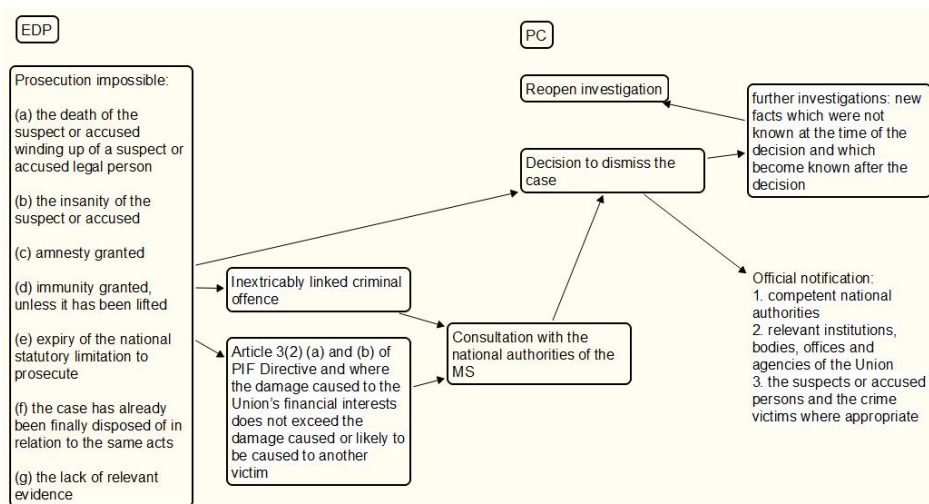 EDP
Prosecution impossible:
(a) the death of the
suspect or accused
winding up of a suspect or
accused legal person
(b) the insanity of the
suspect or accused
(c) amnesty granted
(d) immunity granted,
unless it has been lifted
(e) expiry of the national
statutory limitation to
prosecute
(f) the case has already
been finally disposed of in
relation to the same acts
(g) the lack of relevant
evidence
Inextricably linked criminal
offence
Article 3(2) (a) and (b) of
PIF Directive and where
the damage caused to the
Union's financial interests
does not exceed the
damage caused or likely to
be caused to another
victim
Consultation with the
national authorities of the
MS
PC
Reopen investigation
Decision to dismiss the
case
further investigations: new
facts which were not
known at the time of the
decision and which
become known after the
decision
Official notification:
1. competent national
authorities
2. relevant institutions,
bodies, offices and
agencies of the Union
3. the suspects or accused
persons and the crime
victims where appropriate